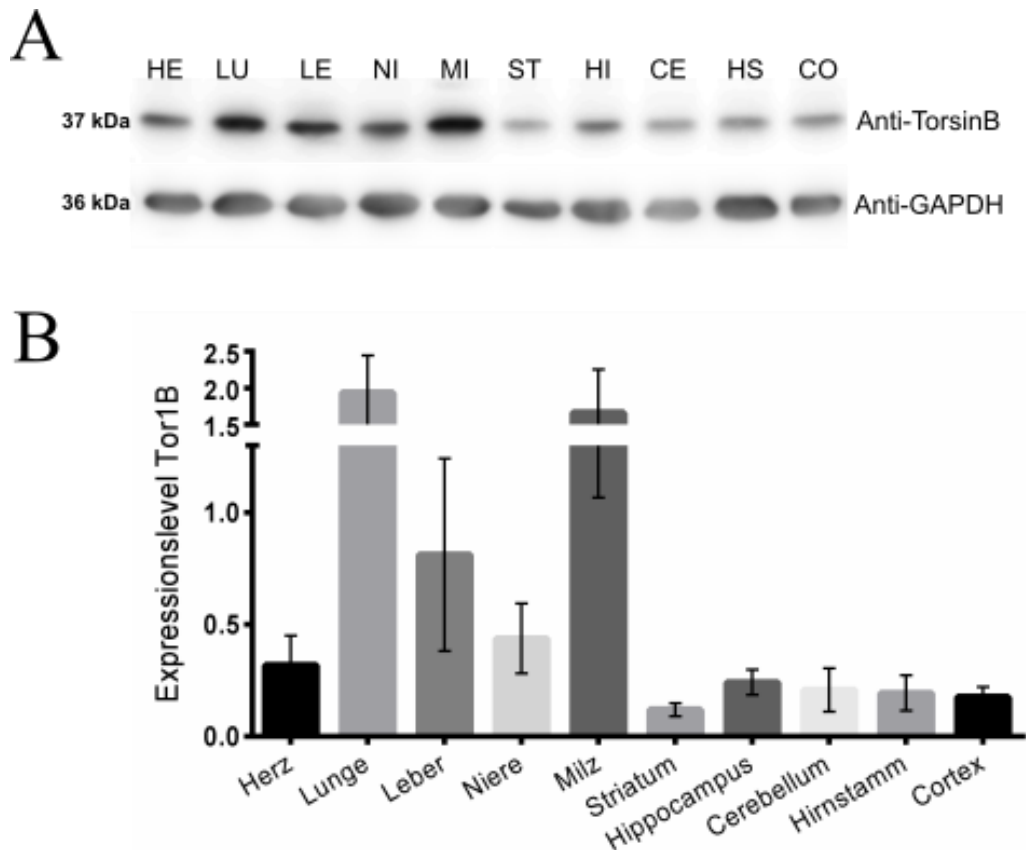 A
HE LU LE NI MI ST HI CE HS CO
37 kDa Anti-TorsinB
36 kDa Anti-GAPDH
B
Expressionslevel Tor1B
2.5
2.0
1.5
1.0
0.5
0.0
Herz Lunge Leber Niere Milz Striatum Hippocampus Cerebellum Hirnstamm Cortex